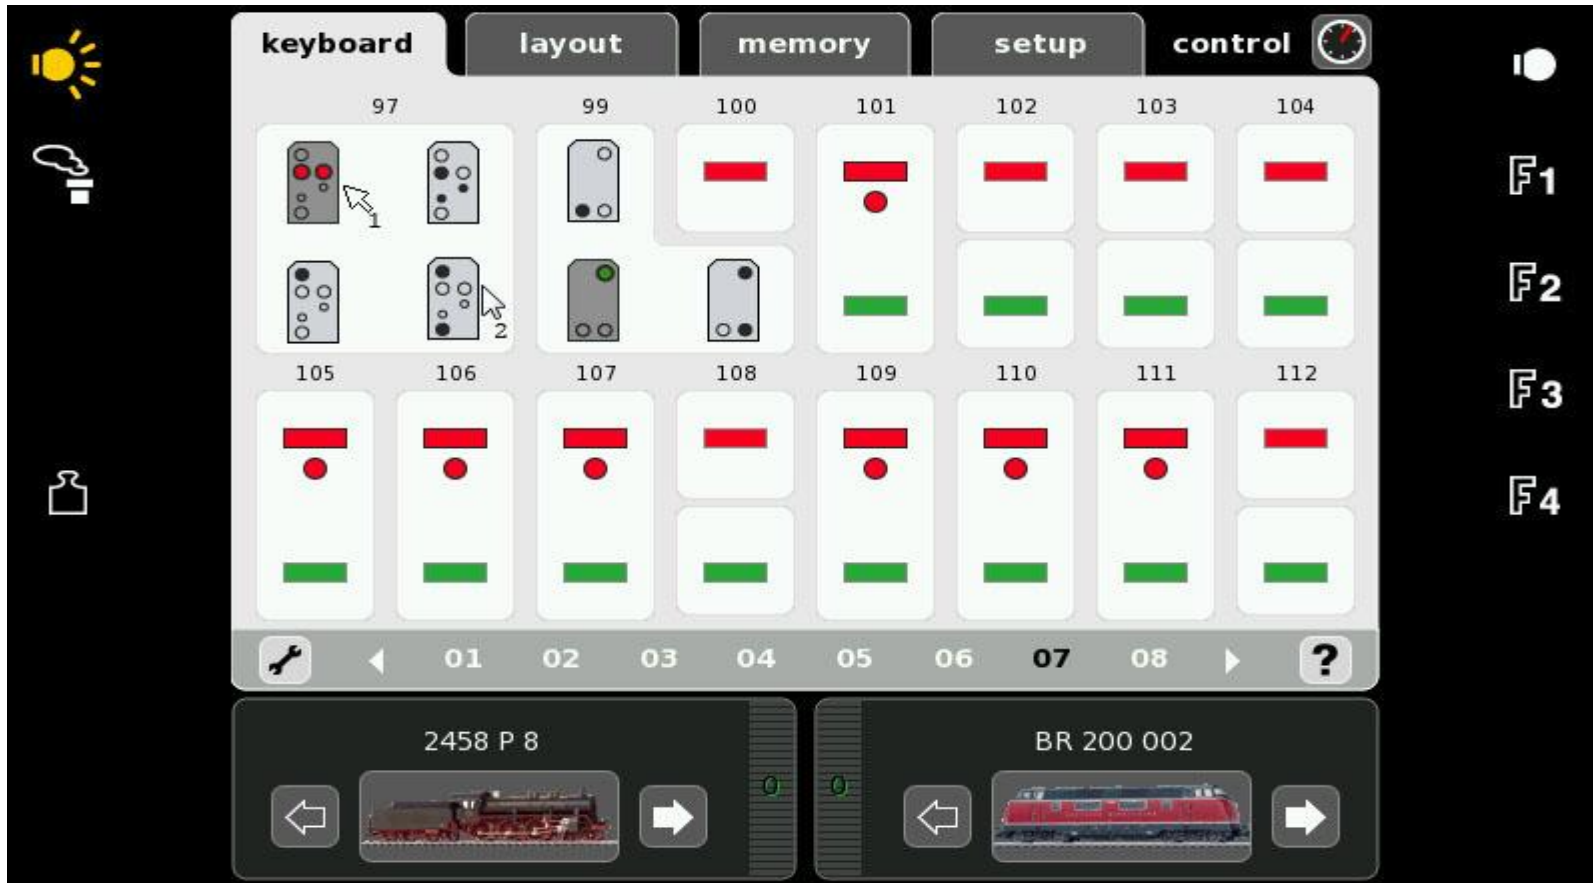 keyboard layout memory setup control
97 99 100 101 102 103 104
F1
1
F2
2
105 106 107 108 109 110 111 112
F3
F4
01 02 03 04 05 06 07 08 ?
2458 P 8 BR 200 002
0 0